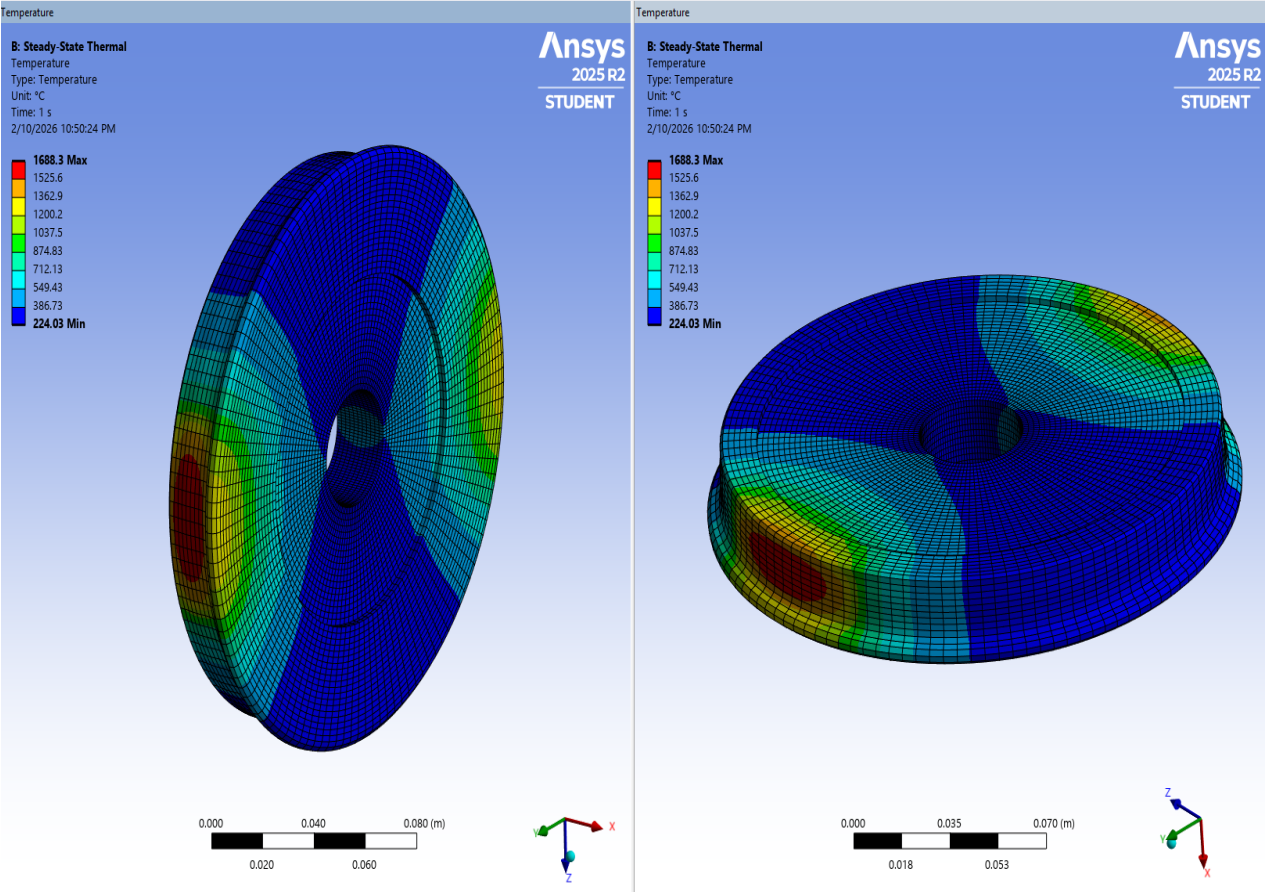 Temperature
B: Steady-State Thermal
Temperature
Type: Temperature
Unit: °C
Time: 1 s
2/10/2026 10:50:24 PM
Ansys
2025 R2
STUDENT
1688.3 Max
1525.6
1362.9
1200.2
1037.5
874.83
712.13
549.43
386.73
224.03 Min
0.000 0.040 0.080 (m)
0.020 0.060
Y X
Z
Temperature
B: Steady-State Thermal
Temperature
Type: Temperature
Unit: °C
Time: 1 s
2/10/2026 10:50:24 PM
Ansys
2025 R2
STUDENT
1688.3 Max
1525.6
1362.9
1200.2
1037.5
874.83
712.13
549.43
386.73
224.03 Min
0.000 0.035 0.070 (m)
0.018 0.053
Z
Y
X